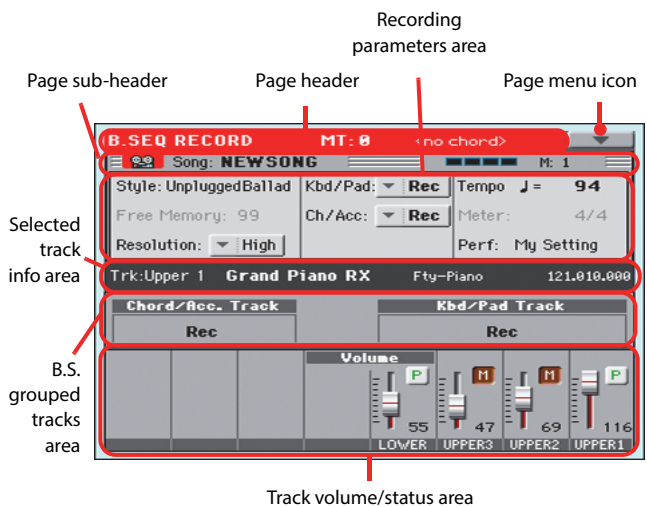 Recording
parameters area
Page sub-header
Page header
Page menu icon
B.SEQ RECORD MT: 0 <no chord>
Song: NEWSONG M: 1
Style: UnpluggedBallad Kbd/Pad: Rec Tempo ♩ = 94
Free Memory: 99 Ch/Acc: Rec Meter: 4/4
Resolution: High Perf: My Setting
Selected
track
info area
Trk:Upper 1 Grand Piano RX Fty-Piano 121.010.000
Chord/Acc. Track Kbd/Pad Track
Rec Rec
B.S.
grouped
tracks
area
Volume
P M M P
55 47 69 116
LOWER UPPER3 UPPER2 UPPER1
Track volume/status area